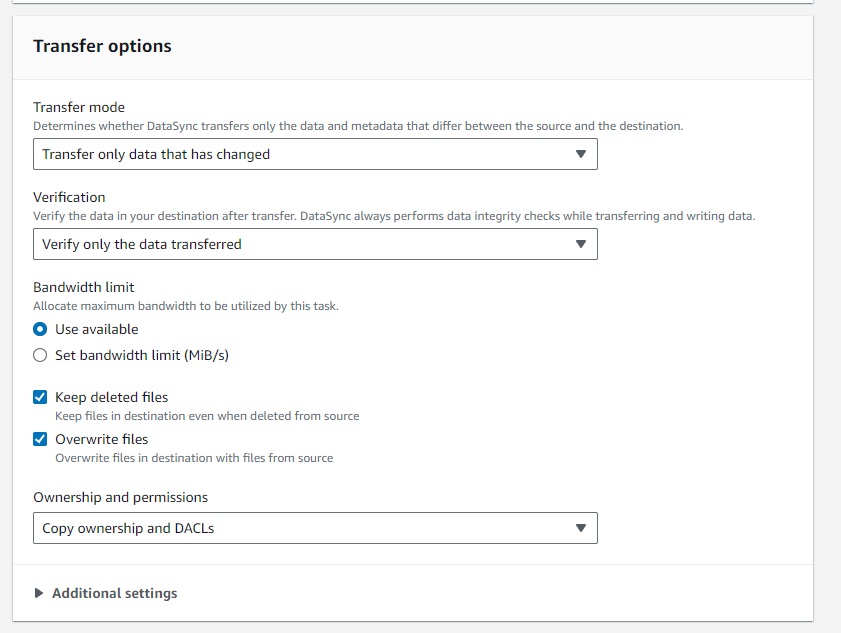 Transfer options
Transfer mode
Determines whether DataSync transfers only the data and metadata that differ between the source and the destination.
Transfer only data that has changed
Verification
Verify the data in your destination after transfer. DataSync always performs data integrity checks while transferring and writing data.
Verify only the data transferred
Bandwidth limit
Allocate maximum bandwidth to be utilized by this task.
Use available
Set bandwidth limit (MiB/s)
Keep deleted files
Keep files in destination even when deleted from source
Overwrite files
Overwrite files in destination with files from source
Ownership and permissions
Copy ownership and DACLs
Additional settings